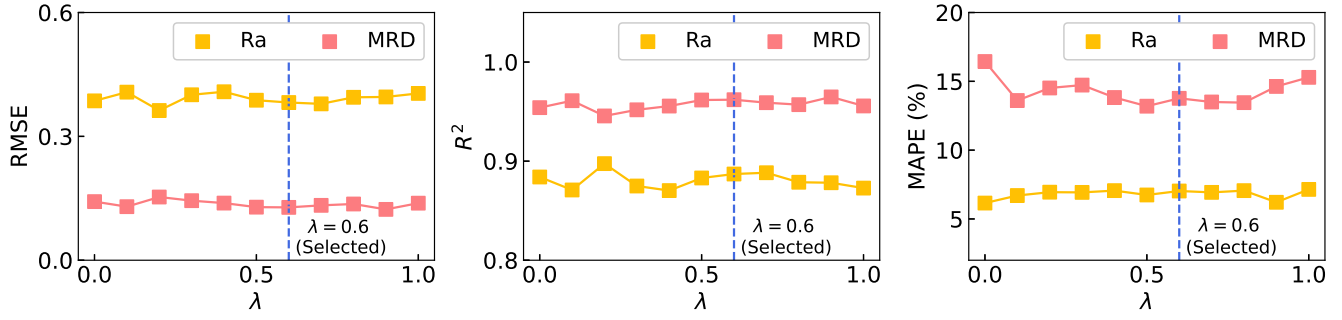 0.6
0.3
0.0
RMSE
Ra
MRD
λ = 0.6
(Selected)
0.0
0.5
1.0
λ
1.0
0.9
0.8
R²
Ra
MRD
λ = 0.6
(Selected)
0.0
0.5
1.0
λ
20
15
10
5
MAPE (%)
Ra
MRD
λ = 0.6
(Selected)
0.0
0.5
1.0
λ